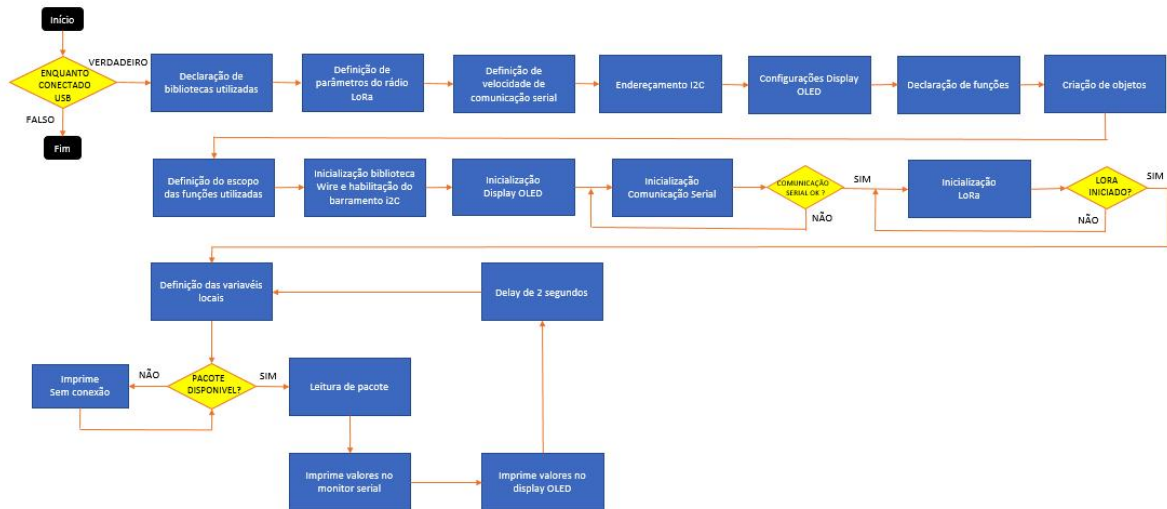 Início
ENQUANTO
CONECTADO
USB
VERDADEIRO
FALSO
Fim
Declaração de
bibliotecas utilizadas
Definição de
parâmetros do rádio
LoRa
Definição de
velocidade de
comunicação serial
Endereçamento I2C
Configurações Display
OLED
Declaração de funções
Criação de objetos
Definição do escopo
das funções utilizadas
Inicialização biblioteca
Wire e habilitação do
barramento i2C
Inicialização
Display OLED
Inicialização
Comunicação Serial
COMUNICAÇÃO
SERIAL OK ?
SIM
NÃO
Inicialização
LoRa
LORA
INICIADO?
SIM
NÃO
Definição das variavéis
locais
Delay de 2 segundos
Imprime
Sem conexão
NÃO
PACOTE
DISPONIVEL?
SIM
Leitura de pacote
Imprime valores no
monitor serial
Imprime valores no
display OLED